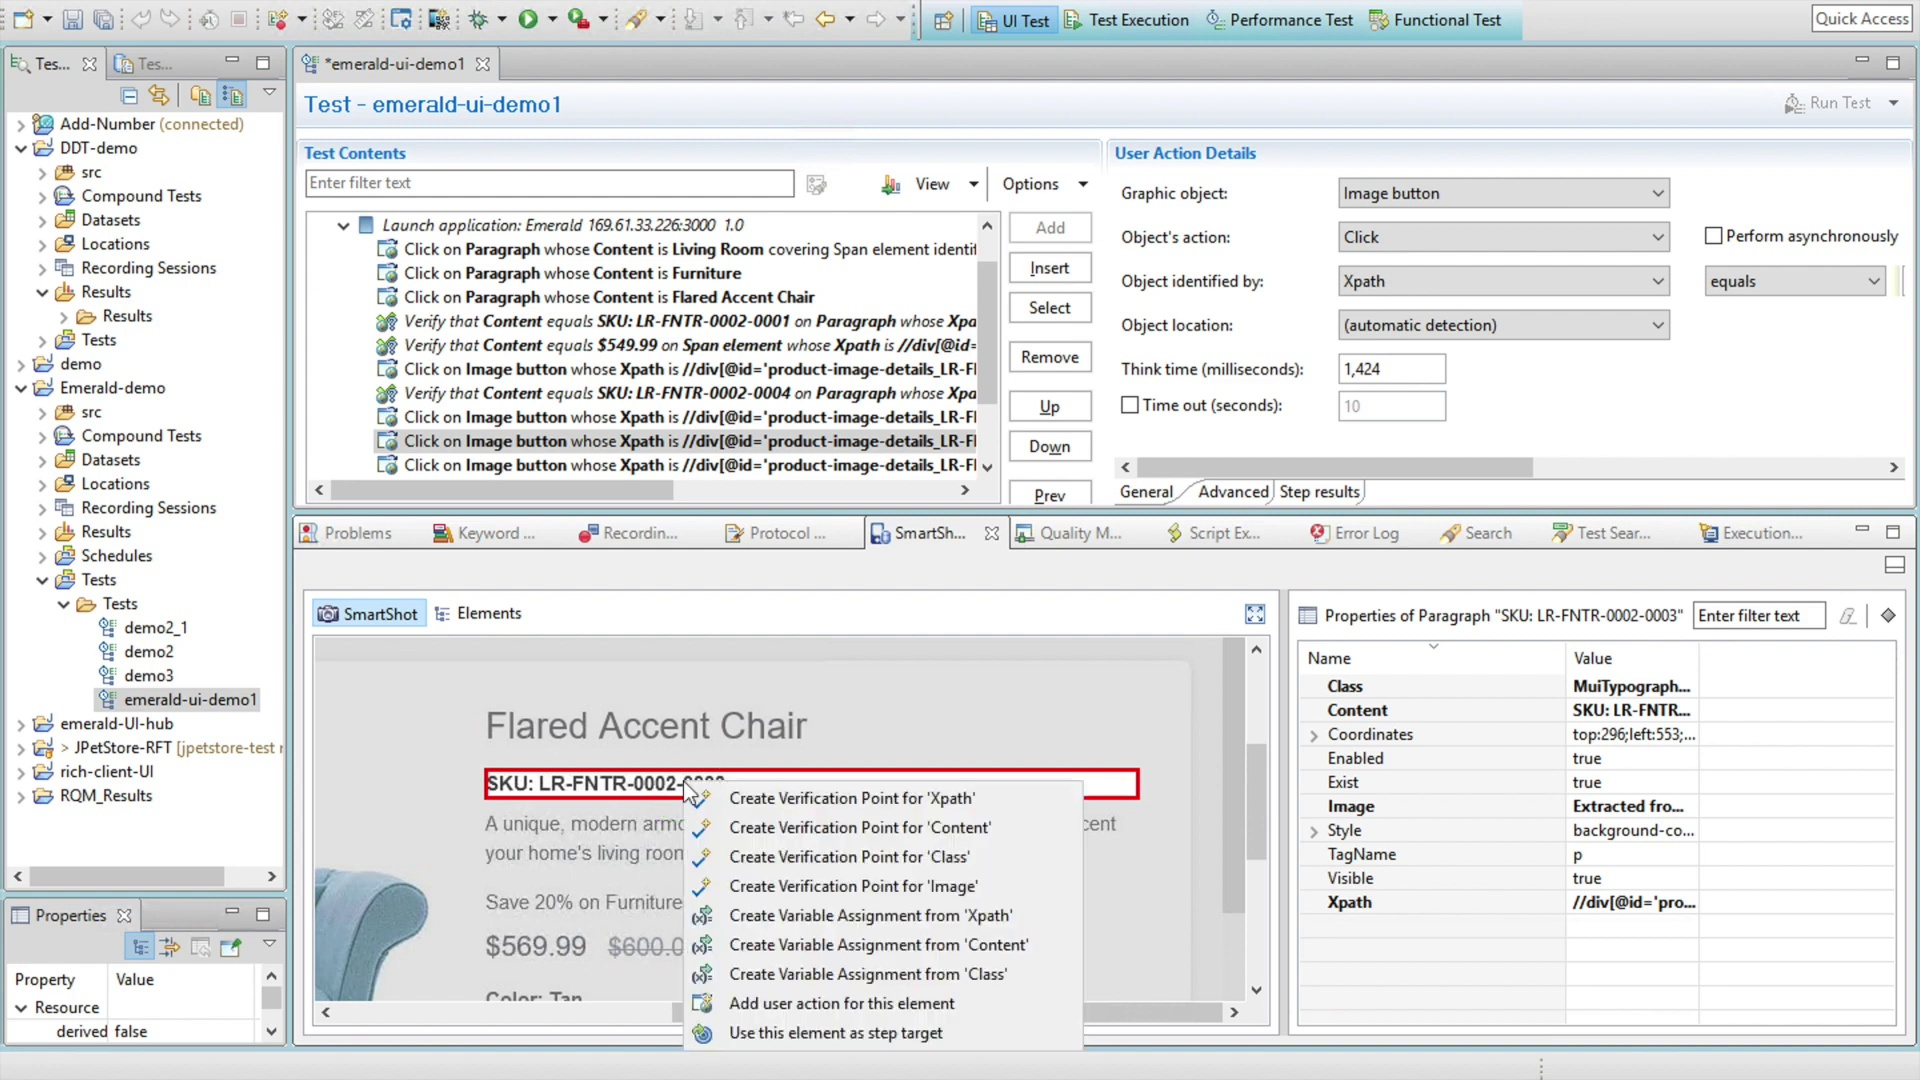 UI Test
Test Execution
Performance Test
Functional Test
Quick Access
Tes...
Tes...
*emerald-ui-demo1
Test - emerald-ui-demo1
Run Test
Add-Number (connected)
DDT-demo
src
Compound Tests
Datasets
Locations
Recording Sessions
Results
Results
Tests
demo
Emerald-demo
src
Compound Tests
Datasets
Locations
Recording Sessions
Results
Schedules
Tests
Tests
demo2_1
demo2
demo3
emerald-ui-demo1
emerald-UI-hub
> JPetStore-RFT [jpetstore-test r
rich-client-UI
RQM_Results
Test Contents
Enter filter text
View
Options
Launch application: Emerald 169.61.33.226:3000 1.0
Click on Paragraph whose Content is Living Room covering Span element identif
Click on Paragraph whose Content is Furniture
Click on Paragraph whose Content is Flared Accent Chair
Verify that Content equals SKU: LR-FNTR-0002-0001 on Paragraph whose Xpa
Verify that Content equals $549.99 on Span element whose Xpath is //div[@id=
Click on Image button whose Xpath is //div[@id='product-image-details_LR-FI
Verify that Content equals SKU: LR-FNTR-0002-0004 on Paragraph whose Xpa
Click on Image button whose Xpath is //div[@id='product-image-details_LR-FI
Click on Image button whose Xpath is //div[@id='product-image-details_LR-FI
Click on Image button whose Xpath is //div[@id='product-image-details_LR-FI
Add
Insert
Select
Remove
Up
Down
Prev
User Action Details
Graphic object:
Image button
Object's action:
Click
Perform asynchronously
Object identified by:
Xpath
equals
Object location:
(automatic detection)
Think time (milliseconds):
1,424
Time out (seconds):
10
General
Advanced
Step results
Problems
Keyword ...
Recordin...
Protocol ...
SmartSh...
Quality M...
Script Ex...
Error Log
Search
Test Sear...
Execution...
SmartShot
Elements
Flared Accent Chair
SKU: LR-FNTR-0002-
A unique, modern armo
cent
your home's living room
Save 20% on Furniture
$569.99 $600.0
Color: Tan
Create Verification Point for 'Xpath'
Create Verification Point for 'Content'
Create Verification Point for 'Class'
Create Verification Point for 'Image'
Create Variable Assignment from 'Xpath'
Create Variable Assignment from 'Content'
Create Variable Assignment from 'Class'
Add user action for this element
Use this element as step target
Properties of Paragraph "SKU: LR-FNTR-0002-0003"
Enter filter text
Name Value
Class MuiTypograph...
Content SKU: LR-FNTR...
Coordinates top:296;left:553;...
Enabled true
Exist true
Image Extracted fro...
Style background-co...
TagName p
Visible true
Xpath //div[@id='pro...
Properties
Property Value
Resource
derived false